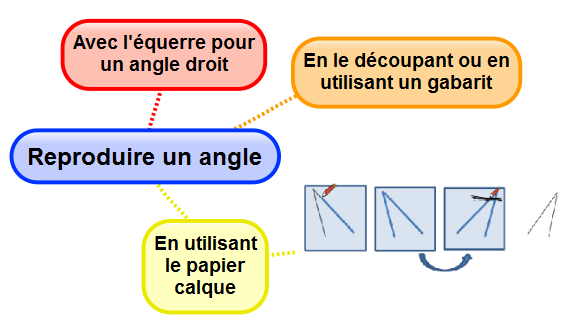 Avec l'équerre pour
un angle droit
En le découpant ou en
utilisant un gabarit
Reproduire un angle
En utilisant
le papier
calque